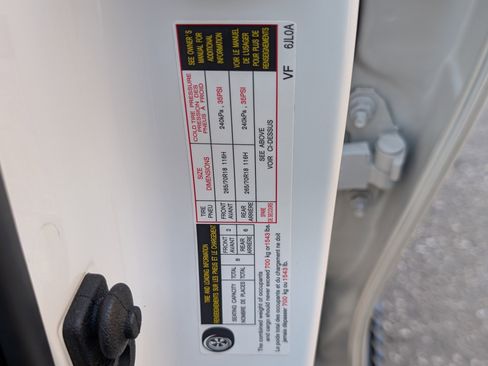 TIRE AND LOADING INFORMATION
RENSEIGNEMENTS SUR LES PNEUS ET LE CHARGEMENT
SEATING CAPACITY TOTAL 8 FRONT 2 REAR 6
NOMBRE DE PLACES TOTAL AVANT ARRIÈRE
The combined weight of occupants
and cargo should never exceed 700 kg or 1543 lbs.
Le poids total des occupants et du chargement ne doit
jamais dépasser 700 kg ou 1543 lb.
TIRE SIZE COLD TIRE PRESSURE
PNEU DIMENSIONS PRESSION DES
PNEUS À FROID
FRONT 265/70R18 116H 240kPa , 35PSI
AVANT
REAR 265/70R18 116H 240kPa , 35PSI
ARRIÈRE
SPARE SEE ABOVE
DE SECOURS VOIR CI-DESSUS
SEE OWNER'S
MANUAL FOR
ADDITIONAL
INFORMATION
VOIR LE MANUEL
DE L'USAGER
POUR PLUS DE
RENSEIGNEMENTS
VF 6JL0A